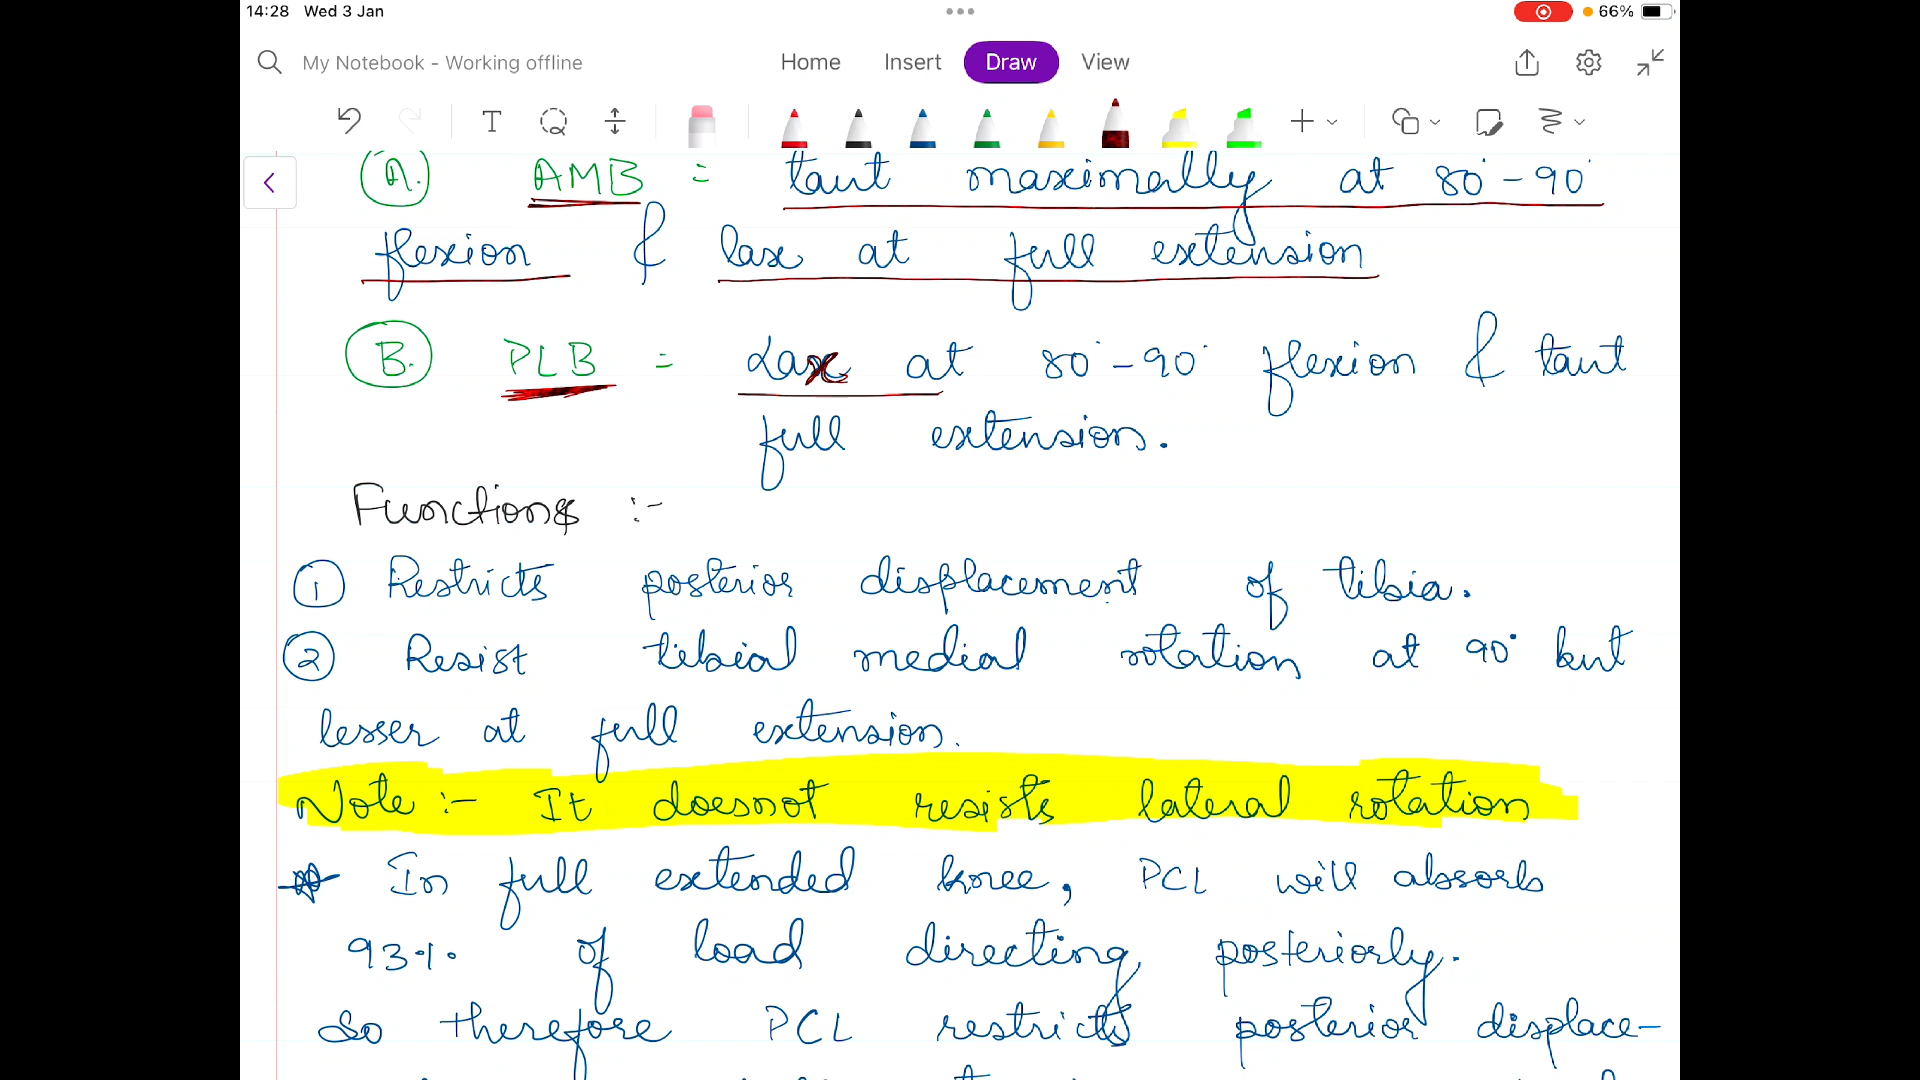 14:28 Wed 3 Jan
66%
My Notebook - Working offline
Home Insert Draw View
A. AMB = taut maximally at 80° - 90°
flexion & lax at full extension
B. PLB = Lax at 80° - 90° flexion & taut
full extension.
Functions :-
1 Restricts posterior displacement of tibia.
2 Resist tibial medial rotation at 90° but
lesser at full extension.
Note :- It doesnot resists lateral rotation
In full extended knee, PCL will absorb
93% of load directing posteriorly.
So therefore PCL restricts posterior displace-